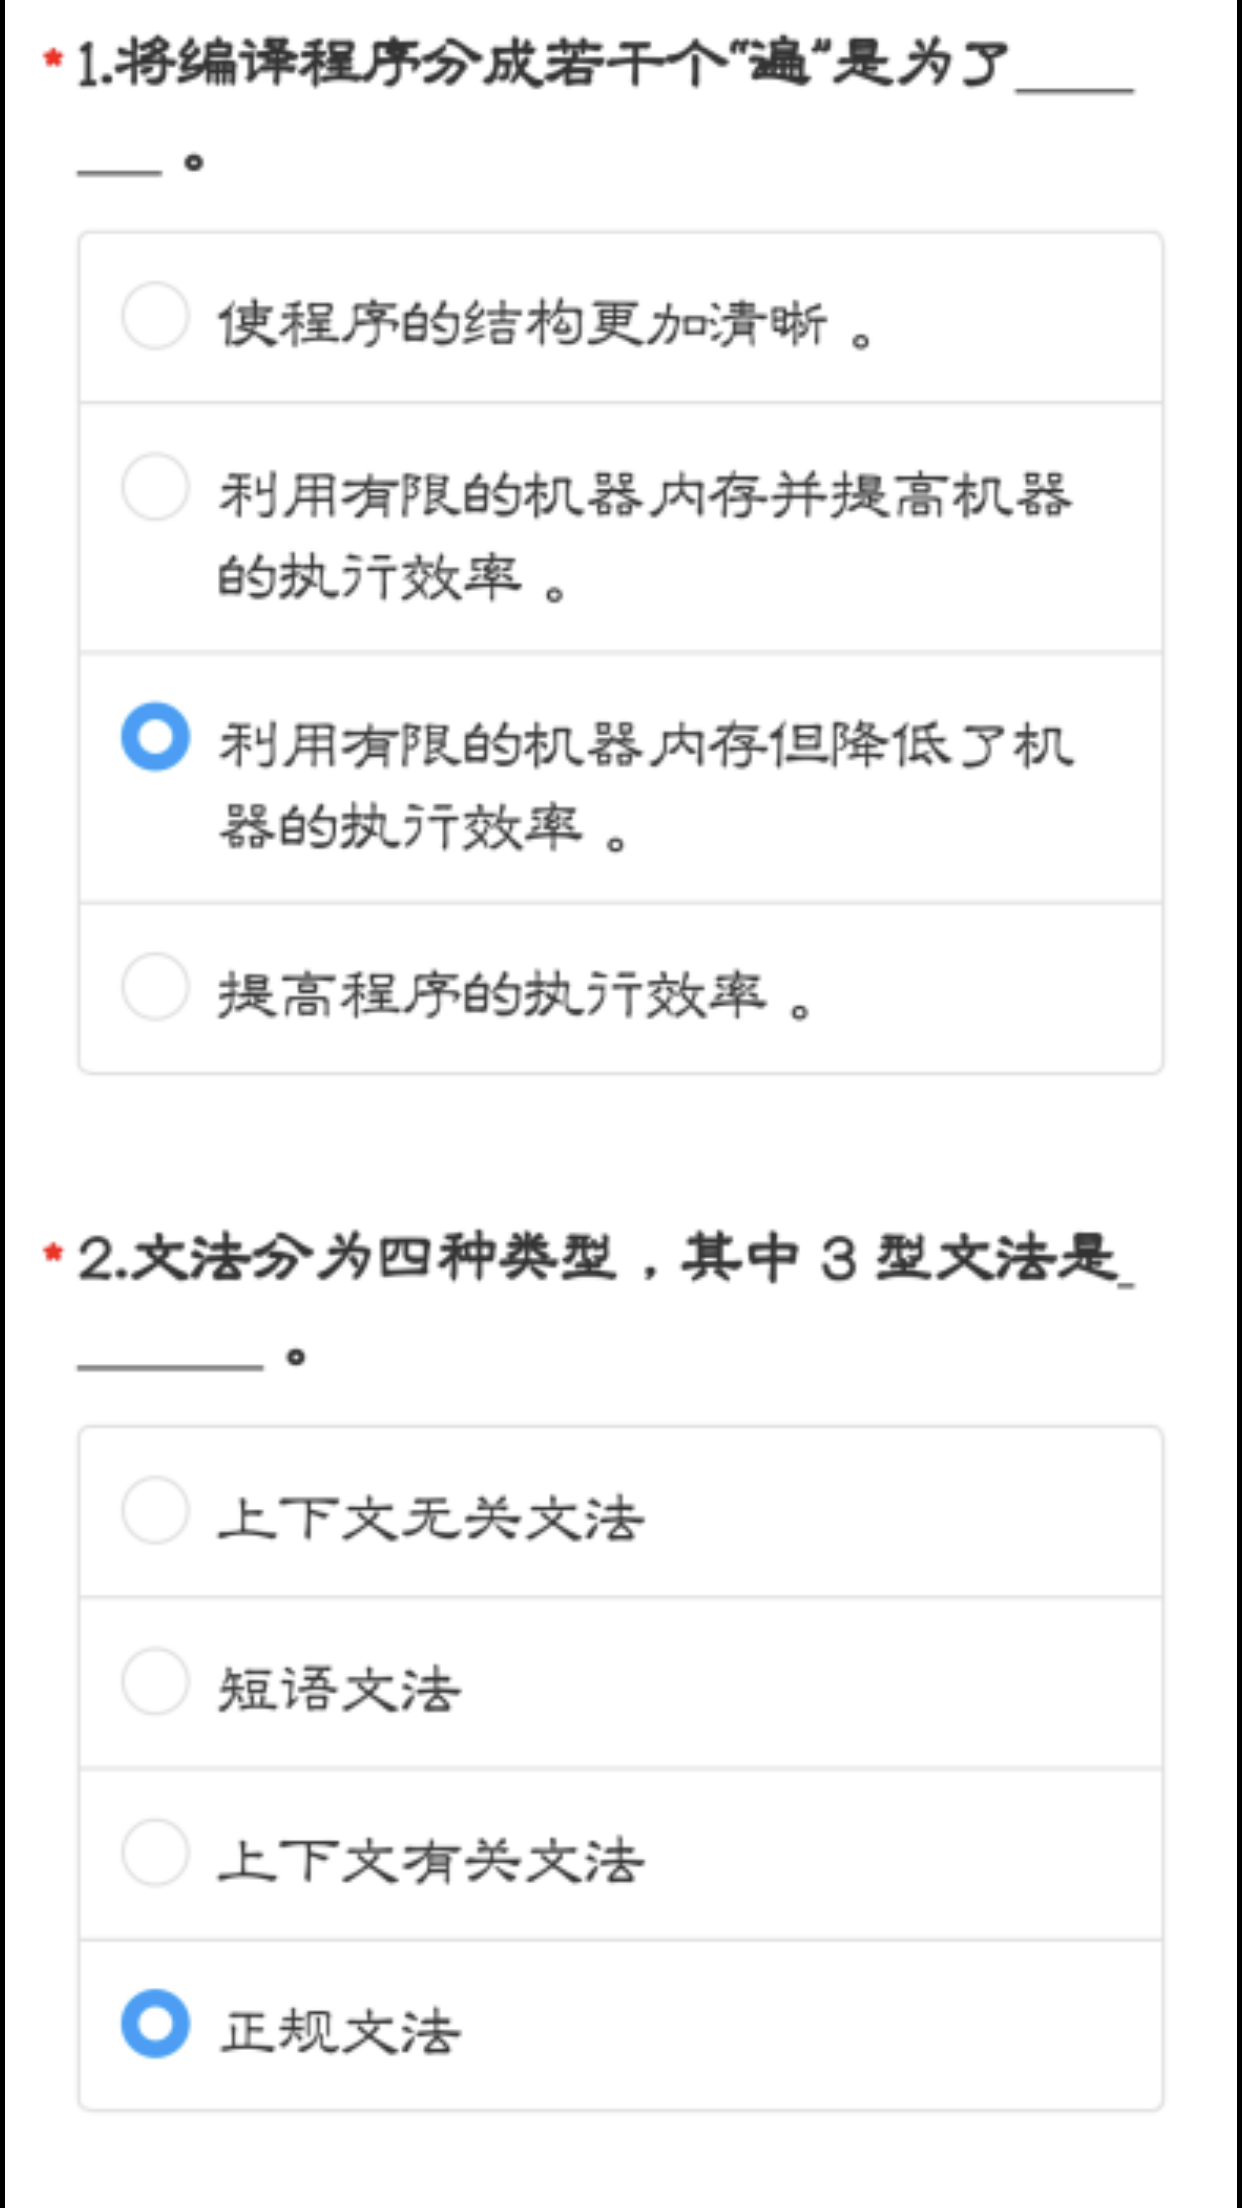 *1.将编译程序分成若干个“遍”是为了_____
____。
使程序的结构更加清晰 。
利用有限的机器内存并提高机器
的执行效率 。
利用有限的机器内存但降低了机
器的执行效率 。
提高程序的执行效率 。
*2.文法分为四种类型，其中 3 型文法是_
________。
上下文无关文法
短语文法
上下文有关文法
正规文法